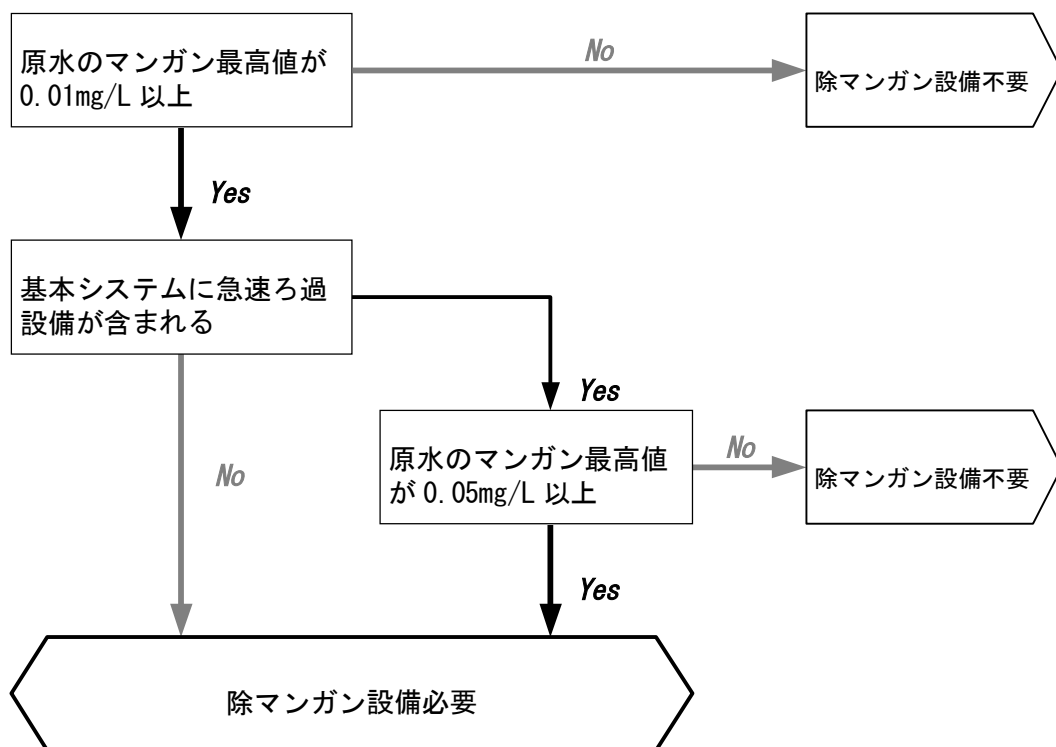 原水のマンガン最高値が
0.01mg/L 以上
No
除マンガン設備不要
Yes
基本システムに急速ろ過
設備が含まれる
Yes
原水のマンガン最高値
が 0.05mg/L 以上
No
除マンガン設備不要
No
Yes
除マンガン設備必要